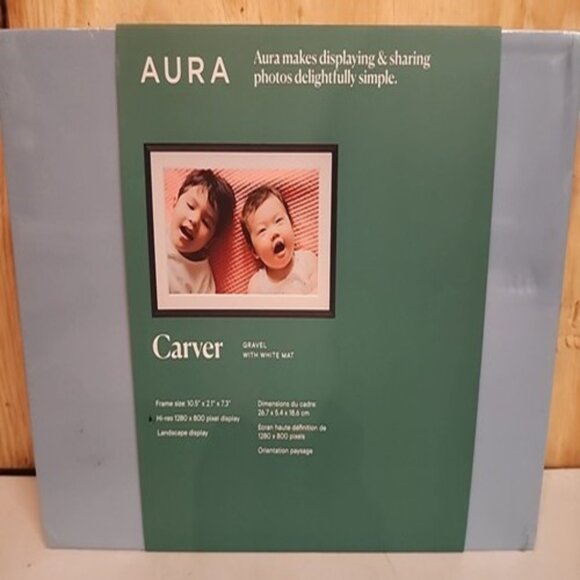 AURA
Aura makes displaying & sharing
photos delightfully simple.
Carver
GRAVEL
WITH WHITE MAT
Frame size: 10.5" x 2.1" x 7.3"
Hi-res 1280 x 800 pixel display
Landscape display
Dimensions du cadre:
26.7 x 5.4 x 18.6 cm
Écran haute définition de
1280 x 800 pixels
Orientation paysage